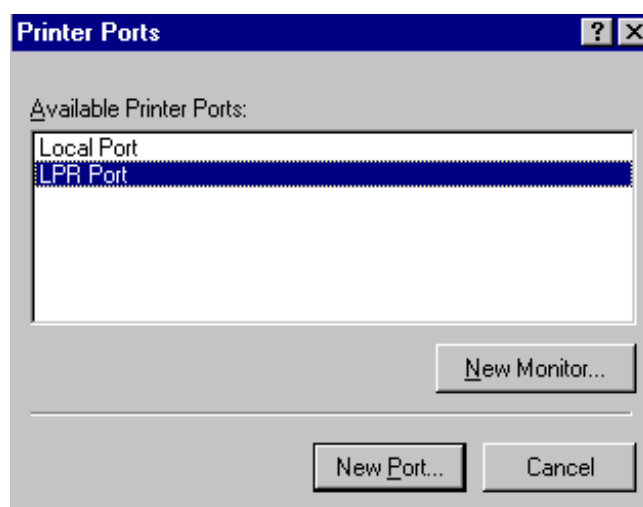 Printer Ports
Available Printer Ports:
Local Port
LPR Port
New Monitor...
New Port...
Cancel